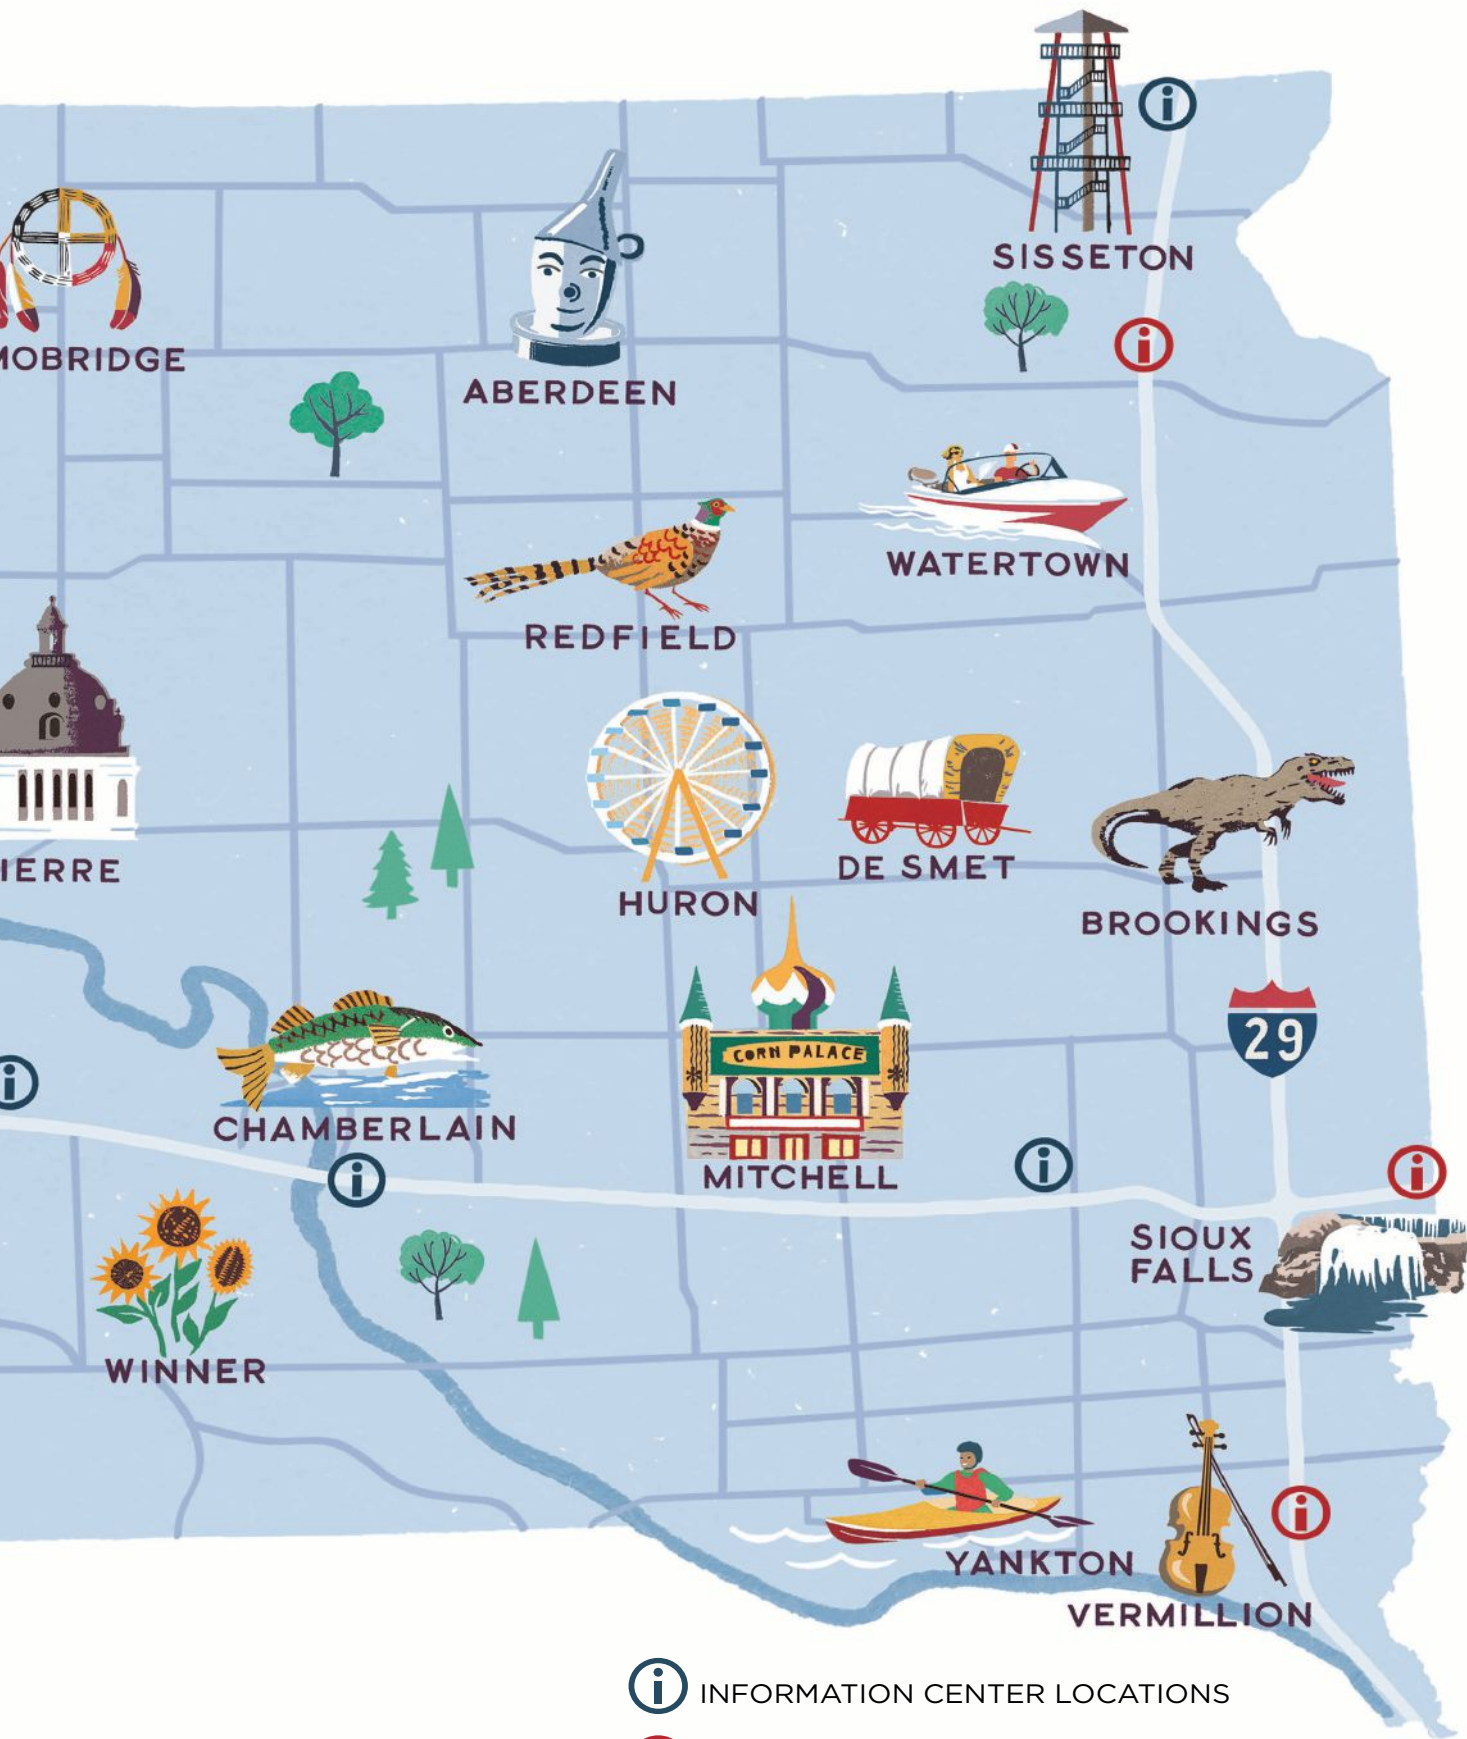 SISSETON
MOBRIDGE
ABERDEEN
WATERTOWN
REDFIELD
IERRE
HURON
DE SMET
BROOKINGS
29
CORN PALACE
CHAMBERLAIN
MITCHELL
SIOUX
FALLS
WINNER
YANKTON
VERMILLION
i INFORMATION CENTER LOCATIONS